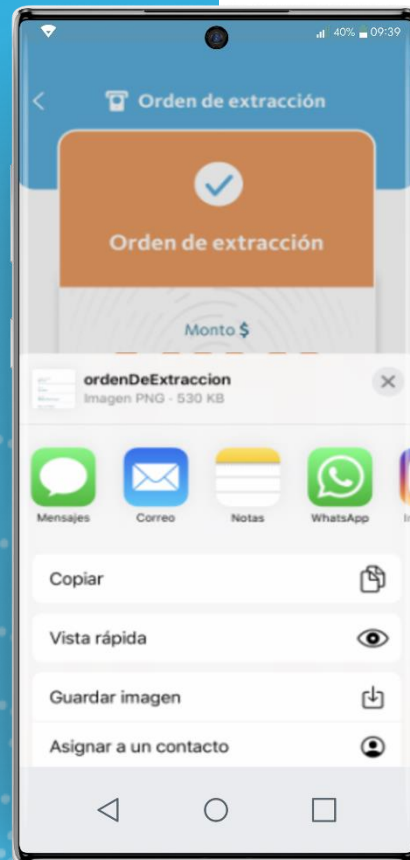 40% 09:39
Orden de extracción
Orden de extracción
Monto $
ordenDeExtraccion
Imagen PNG - 530 KB
Mensajes Correo Notas WhatsApp
Copiar
Vista rápida
Guardar imagen
Asignar a un contacto